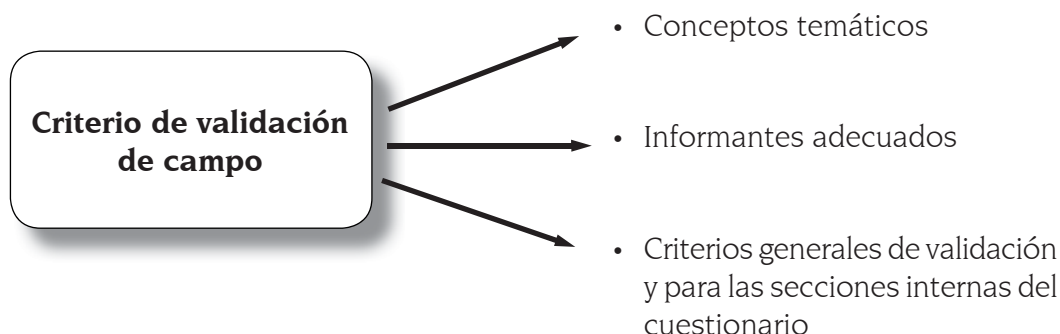 Criterio de validación
de campo
• Conceptos temáticos
• Informantes adecuados
• Criterios generales de validación
y para las secciones internas del
cuestionario